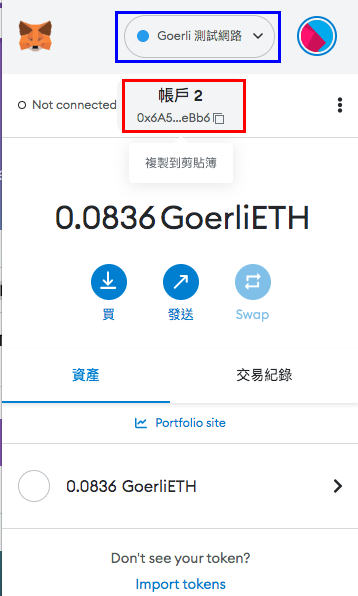 Goerli 測試網路
Not connected
帳戶 2
0x6A5...eBb6
複製到剪貼簿
0.0836 GoerliETH
買
發送
Swap
資產
交易紀錄
Portfolio site
0.0836 GoerliETH
Don't see your token?
Import tokens